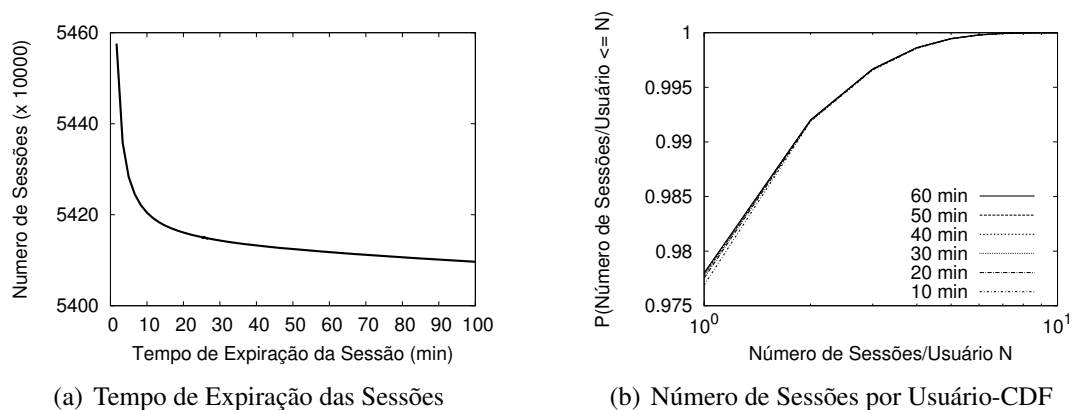 5460
5440
5420
5400
0 10 20 30 40 50 60 70 80 90 100
Numero de Sessões (x 10000)
Tempo de Expiração da Sessão (min)
(a) Tempo de Expiração das Sessões
1
0.995
0.99
0.985
0.98
0.975
10^0 10^1
P(Número de Sessões/Usuário <= N)
Número de Sessões/Usuário N
60 min
50 min
40 min
30 min
20 min
10 min
(b) Número de Sessões por Usuário-CDF